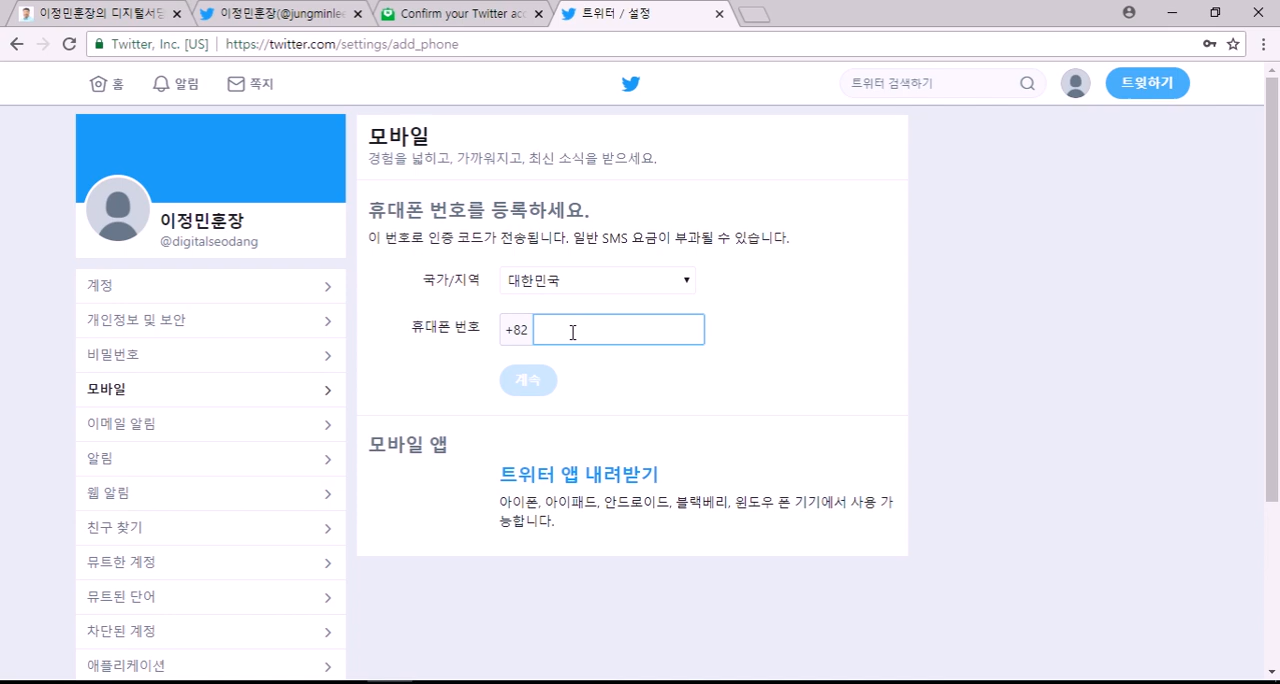 이정민훈장의 디지털서당
이정민훈장(@jungminlee
Confirm your Twitter acc
트위터 / 설정
Twitter, Inc. [US]
https://twitter.com/settings/add_phone
홈
알림
쪽지
트위터 검색하기
트윗하기
이정민훈장
@digitalseodang
계정
개인정보 및 보안
비밀번호
모바일
이메일 알림
알림
웹 알림
친구 찾기
뮤트한 계정
뮤트된 단어
차단된 계정
애플리케이션
모바일
경험을 넓히고, 가까워지고, 최신 소식을 받으세요.
휴대폰 번호를 등록하세요.
이 번호로 인증 코드가 전송됩니다. 일반 SMS 요금이 부과될 수 있습니다.
국가/지역
대한민국
휴대폰 번호
+82
계속
모바일 앱
트위터 앱 내려받기
아이폰, 아이패드, 안드로이드, 블랙베리, 윈도우 폰 기기에서 사용 가
능합니다.